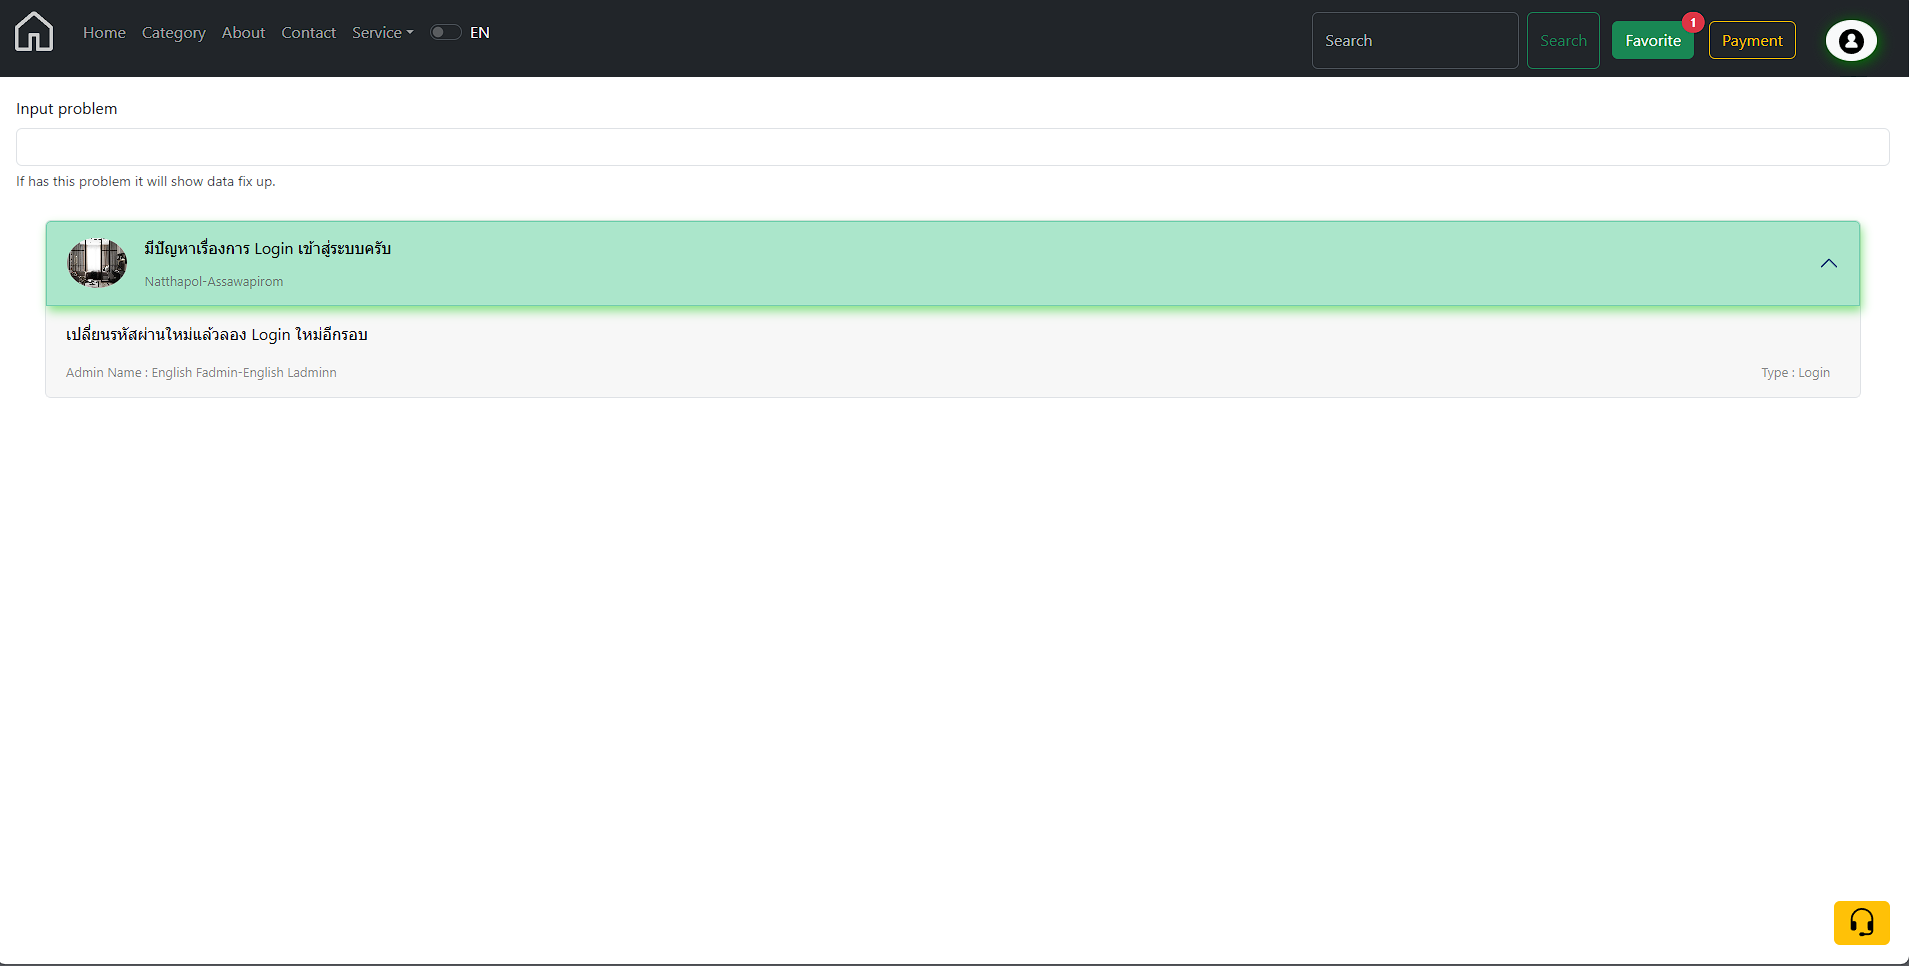 Home Category About Contact Service EN Search Search Favorite 1 Payment
Input problem
If has this problem it will show data fix up.
มีปัญหาเรื่องการ Login เข้าสู่ระบบครับ
Natthapol-Assawapirom
เปลี่ยนรหัสผ่านใหม่แล้วลอง Login ใหม่อีกรอบ
Admin Name : English Fadmin-English Ladminn Type : Login